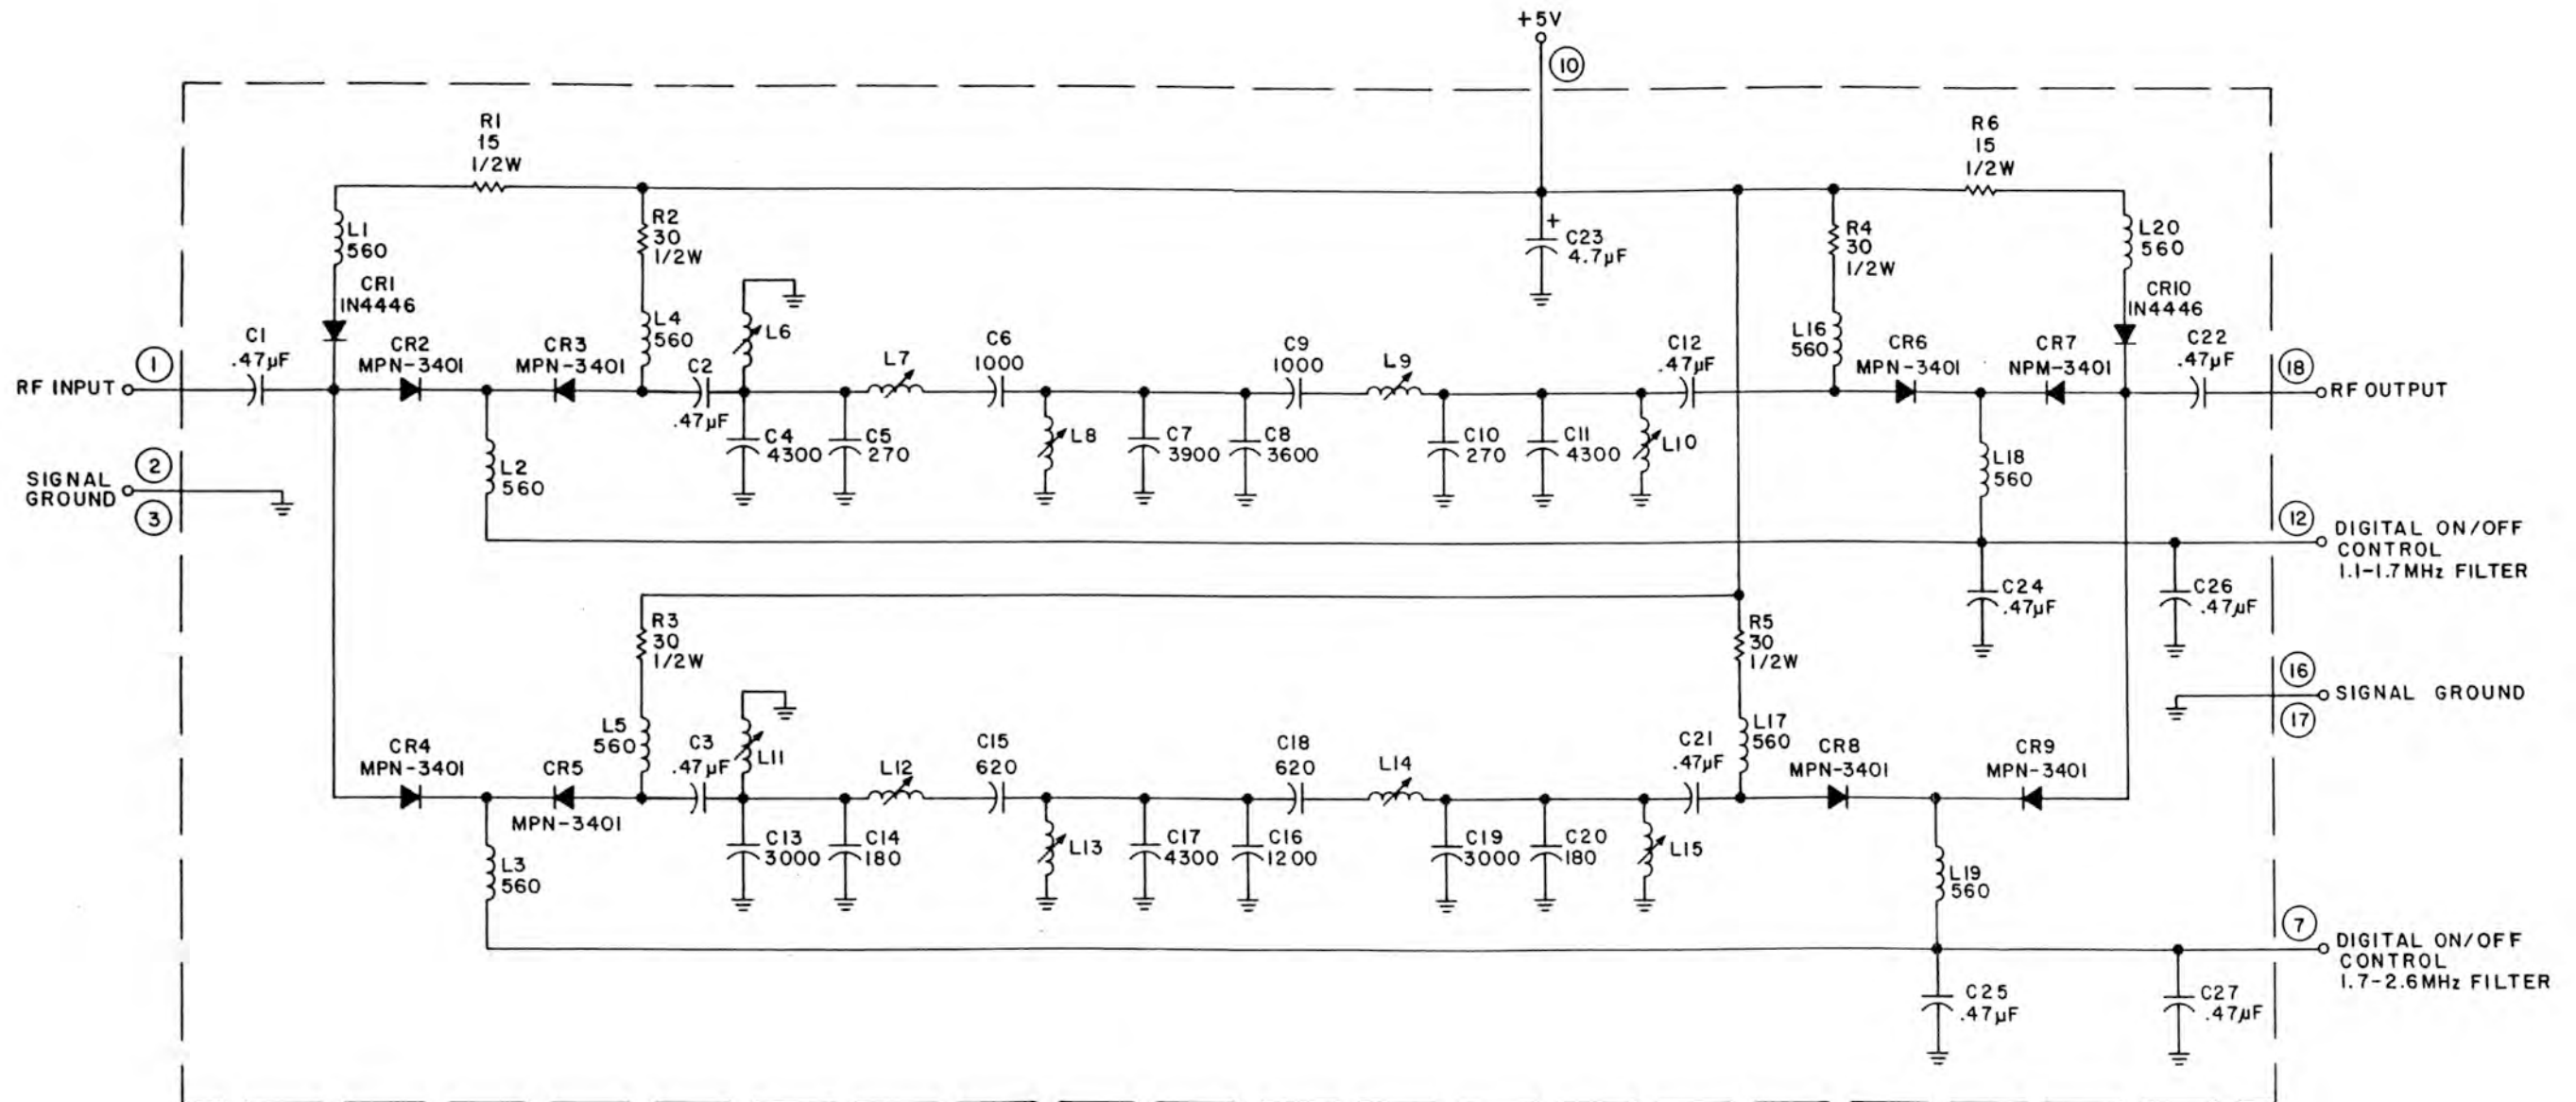 +5V
10
R1
15
1/2W
R6
15
1/2W
L1
560
R2
30
1/2W
C23
4.7µF
R4
30
1/2W
L20
560
CR1
1N4446
L4
560
L6
L16
560
CR10
1N4446
RF INPUT
1
C1
.47µF
CR2
MPN-3401
CR3
MPN-3401
C2
.47µF
L7
C6
1000
C9
1000
L9
C12
.47µF
CR6
MPN-3401
CR7
NPM-3401
C22
.47µF
18
RF OUTPUT
C4
4300
C5
270
L8
C7
3900
C8
3600
C10
270
C11
4300
L10
L2
560
L18
560
SIGNAL
GROUND
2
3
12
DIGITAL ON/OFF
CONTROL
1.1-1.7MHz FILTER
C24
.47µF
C26
.47µF
R3
30
1/2W
R5
30
1/2W
16
SIGNAL GROUND
17
L5
560
C3
.47µF
L11
L12
C15
620
C18
620
L14
C21
.47µF
L17
560
CR4
MPN-3401
CR5
MPN-3401
CR8
MPN-3401
CR9
MPN-3401
L3
560
C13
3000
C14
180
L13
C17
4300
C16
1200
C19
3000
C20
180
L15
L19
560
7
DIGITAL ON/OFF
CONTROL
1.7-2.6MHz FILTER
C25
.47µF
C27
.47µF
+